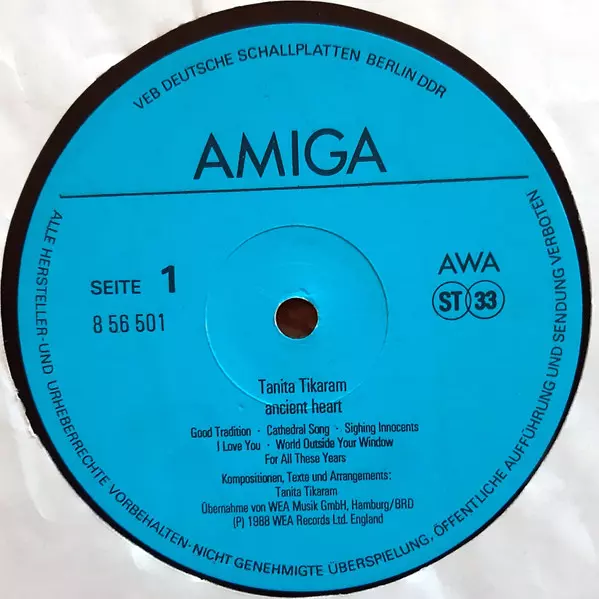 VEB DEUTSCHE SCHALLPLATTEN BERLIN DDR
AMIGA
SEITE 1
8 56 501
AWA
ST 33
Tanita Tikaram
ancient heart
Good Tradition · Cathedral Song · Sighing Innocents
I Love You · World Outside Your Window
For All These Years
Kompositionen, Texte und Arrangements:
Tanita Tikaram
Übernahme von WEA Musik GmbH, Hamburg/BRD
(P) 1988 WEA Records Ltd. England
ALLE HERSTELLER-UND URHEBERRECHTE VORBEHALTEN-NICHT GENEHMIGTE ÜBERSPIELUNG, ÖFFENTLICHE AUFFÜHRUNG UND SENDUNG VERBOTEN